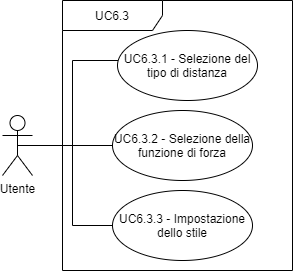 UC6.3
UC6.3.1 - Selezione del
tipo di distanza
UC6.3.2 - Selezione della
funzione di forza
Utente
UC6.3.3 - Impostazione
dello stile